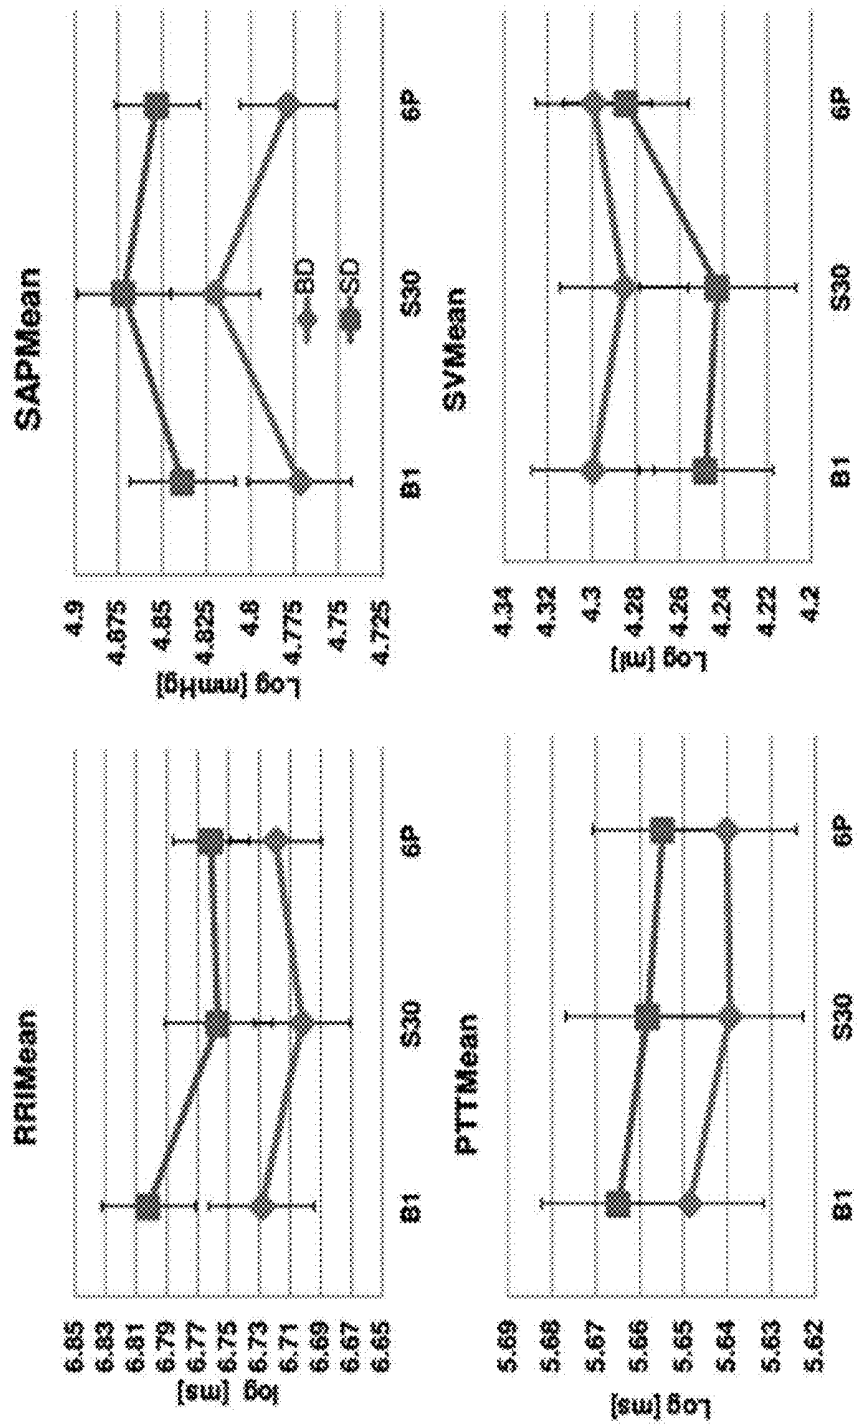 RRIMean
log [ms]
6.85
6.83
6.81
6.79
6.77
6.75
6.73
6.71
6.69
6.67
6.65
B1
S30
6P
SAPMean
Log [mmHg]
4.9
4.875
4.85
4.825
4.8
4.775
4.75
4.725
BD
SD
B1
S30
6P
PTTMean
Log [ms]
5.69
5.68
5.67
5.66
5.65
5.64
5.63
5.62
B1
S30
6P
SVMean
Log [ml]
4.34
4.32
4.3
4.28
4.26
4.24
4.22
4.2
B1
S30
6P